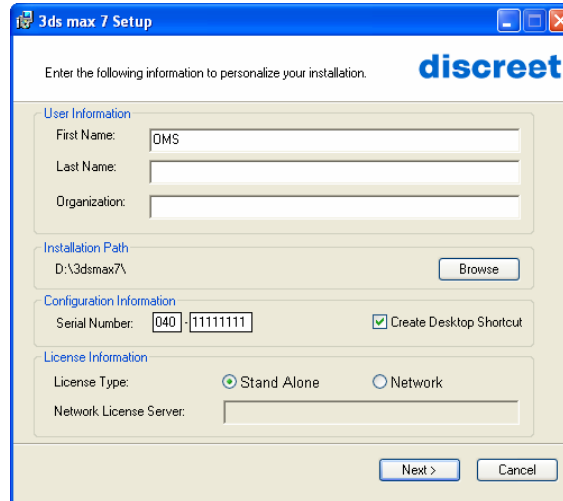 3ds max 7 Setup
Enter the following information to personalize your installation.
discreet
User Information
First Name: OMS
Last Name:
Organization:
Installation Path
D:\3dsmax7\ Browse
Configuration Information
Serial Number: 040 - 11111111 Create Desktop Shortcut
License Information
License Type: Stand Alone Network
Network License Server:
Next > Cancel